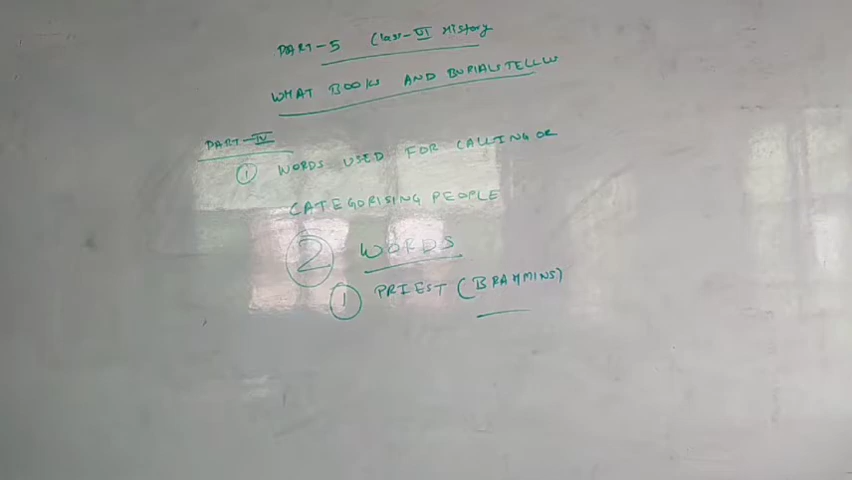 PART-5 Class-VI History
WHAT BOOKS AND BURIALS TELL US
PART-IV
① WORDS USED FOR CALLING OR
CATEGORISING PEOPLE
② WORDS
① PRIEST (BRAHMINS)